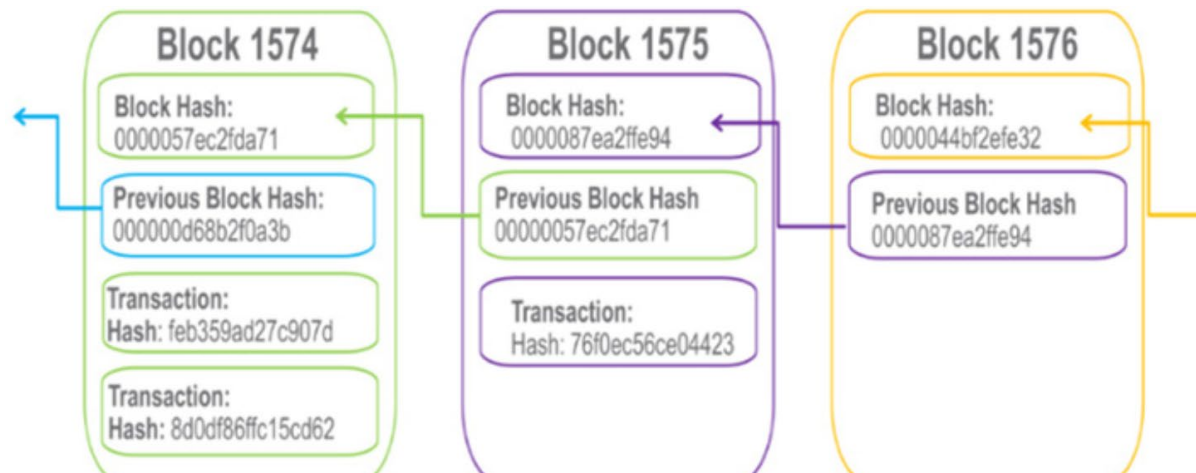 Block 1574
Block Hash:
0000057ec2fda71
Previous Block Hash:
000000d68b2f0a3b
Transaction:
Hash: feb359ad27c907d
Transaction:
Hash: 8d0df86ffc15cd62
Block 1575
Block Hash:
0000087ea2ffe94
Previous Block Hash
00000057ec2fda71
Transaction:
Hash: 76f0ec56ce04423
Block 1576
Block Hash:
0000044bf2efe32
Previous Block Hash
0000087ea2ffe94